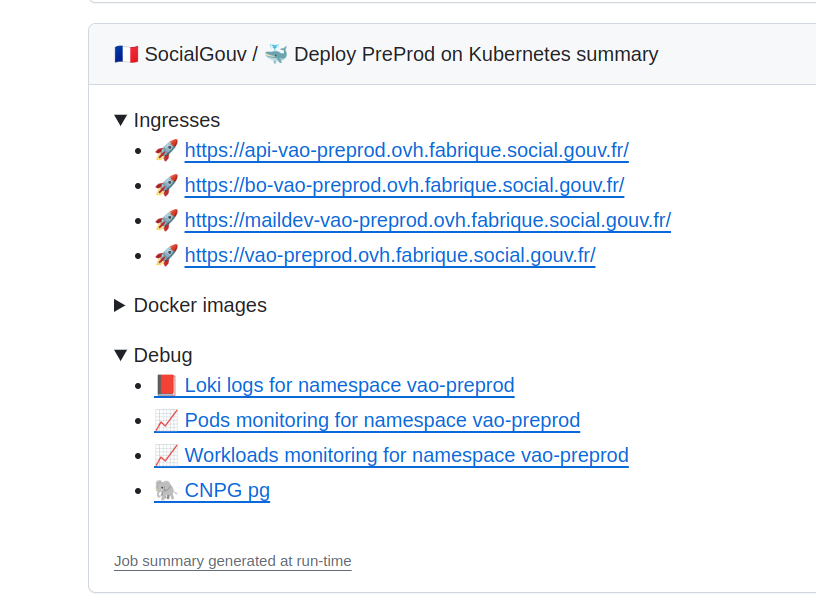 🇫🇷 SocialGouv / 🐳 Deploy PreProd on Kubernetes summary
▼ Ingresses
• 🚀 https://api-vao-preprod.ovh.fabrique.social.gouv.fr/
• 🚀 https://bo-vao-preprod.ovh.fabrique.social.gouv.fr/
• 🚀 https://maildev-vao-preprod.ovh.fabrique.social.gouv.fr/
• 🚀 https://vao-preprod.ovh.fabrique.social.gouv.fr/
▶ Docker images
▼ Debug
• 📕 Loki logs for namespace vao-preprod
• 📈 Pods monitoring for namespace vao-preprod
• 📈 Workloads monitoring for namespace vao-preprod
• 🐘 CNPG pg
Job summary generated at run-time